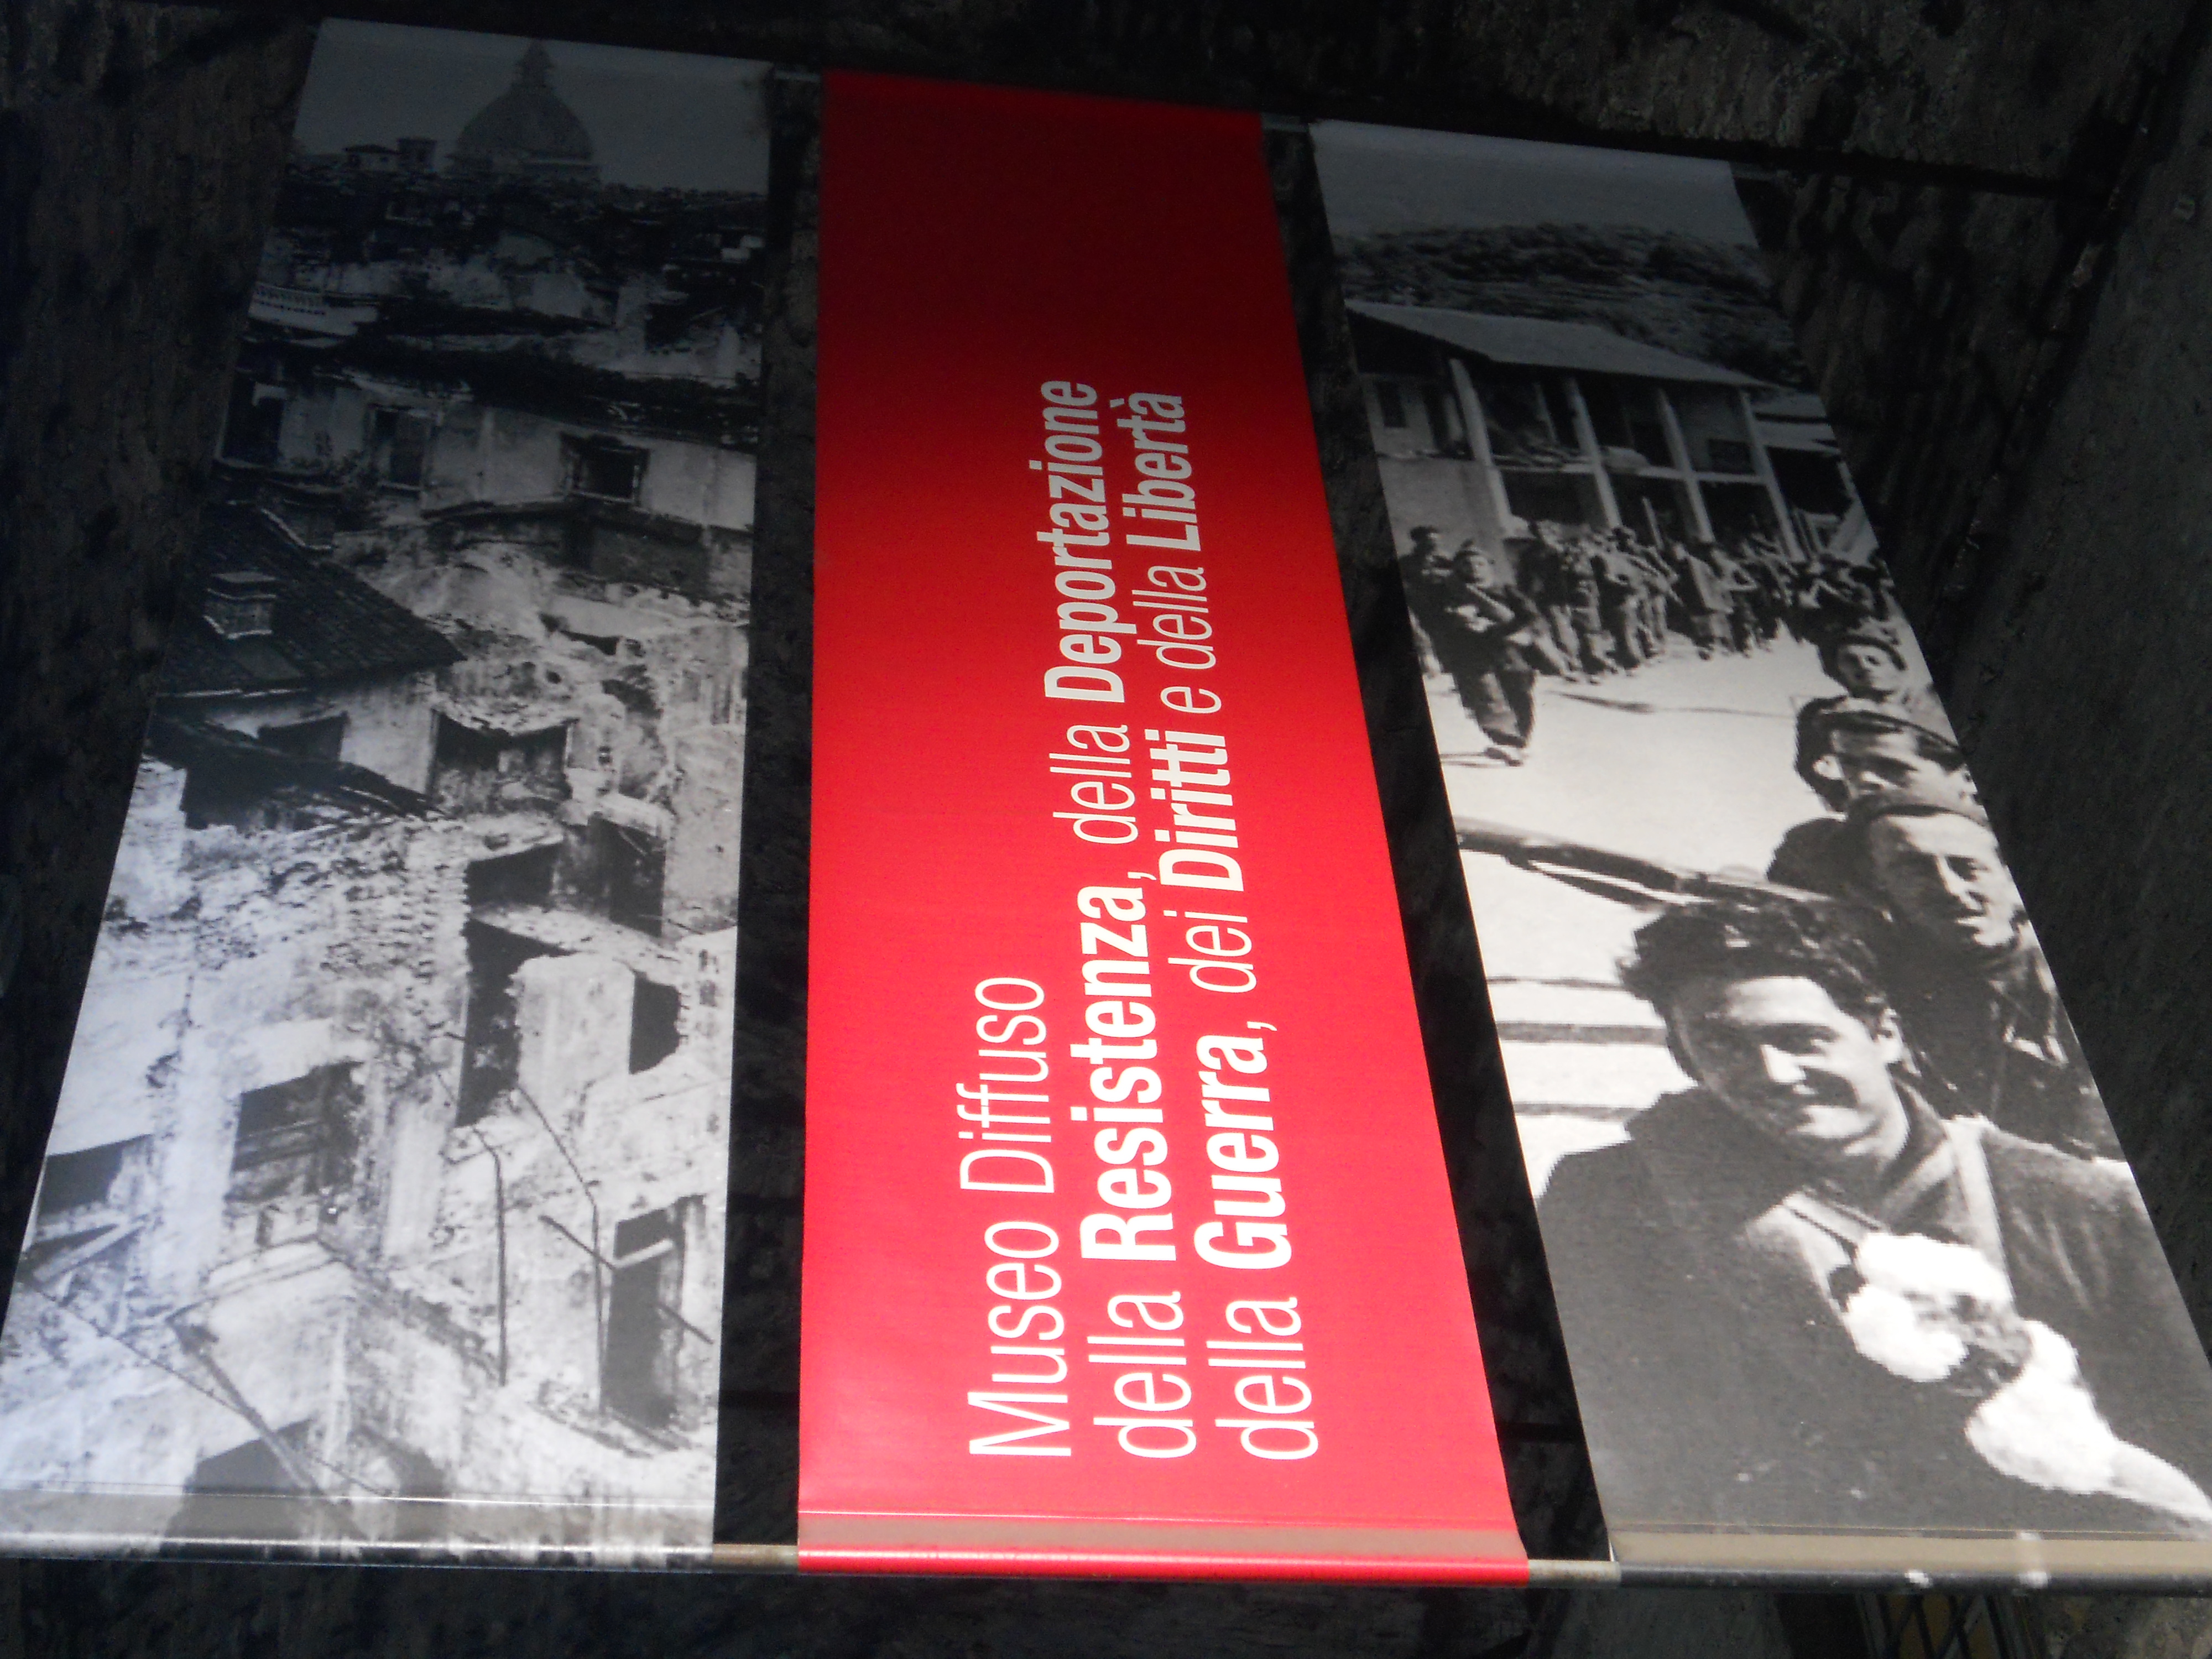 Museo Diffuso
della Resistenza, della Deportazione
della Guerra, dei Diritti e della Libertà